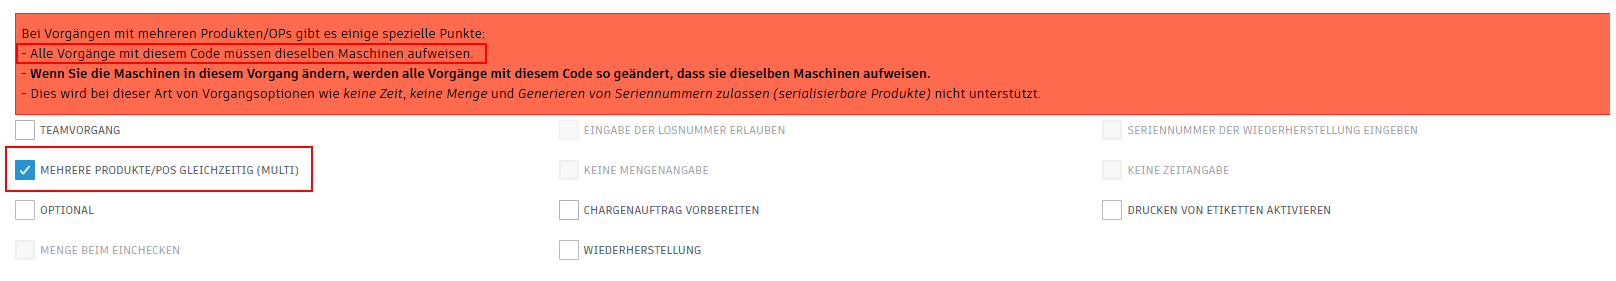 Bei Vorgängen mit mehreren Produkten/OPs gibt es einige spezielle Punkte:
- Alle Vorgänge mit diesem Code müssen dieselben Maschinen aufweisen.
- Wenn Sie die Maschinen in diesem Vorgang ändern, werden alle Vorgänge mit diesem Code so geändert, dass sie dieselben Maschinen aufweisen.
- Dies wird bei dieser Art von Vorgangsoptionen wie keine Zeit, keine Menge und Generieren von Seriennummern zulassen (serialisierbare Produkte) nicht unterstützt.
TEAMVORGANG
EINGABE DER LOSNUMMER ERLAUBEN
SERIENNUMMER DER WIEDERHERSTELLUNG EINGEBEN
MEHRERE PRODUKTE/POS GLEICHZEITIG (MULTI)
KEINE MENGENANGABE
KEINE ZEITANGABE
OPTIONAL
CHARGENAUFTRAG VORBEREITEN
DRUCKEN VON ETIKETTEN AKTIVIEREN
MENGE BEIM EINCHECKEN
WIEDERHERSTELLUNG